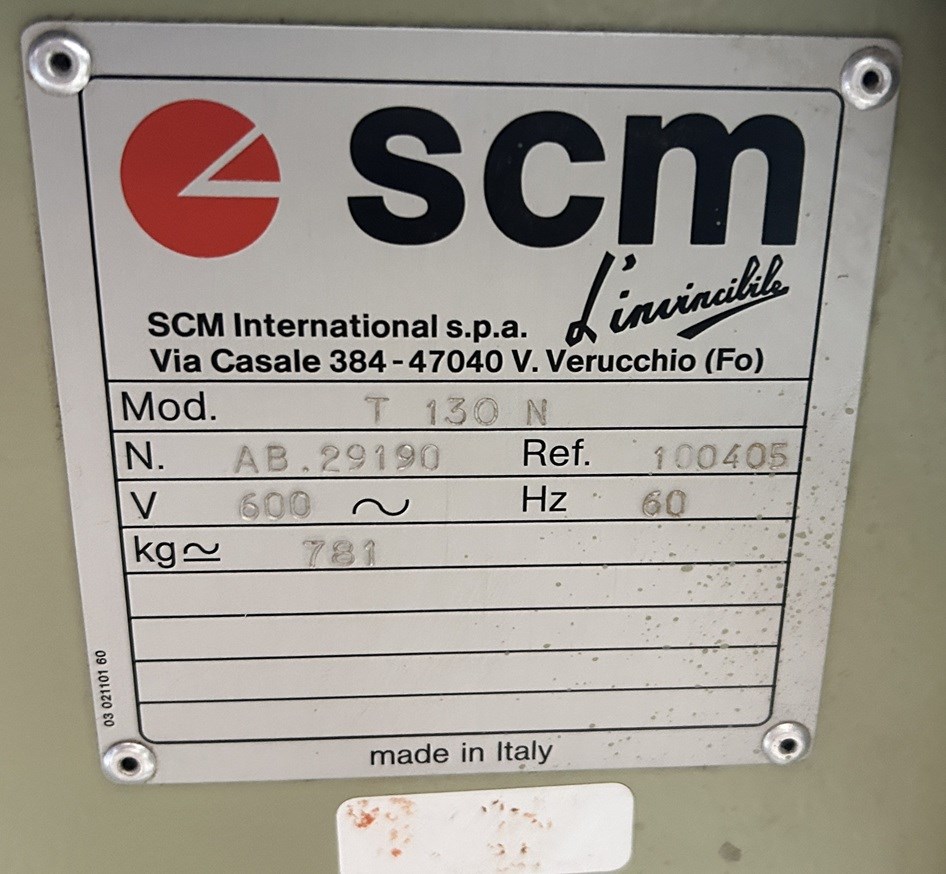 scm
L'invincibile
SCM International s.p.a.
Via Casale 384-47040 V. Verucchio (Fo)
Mod. T 130 N
N. AB.29190 Ref. 100405
V 600 ~ Hz 60
kg≃ 781
03 021101 60
made in Italy